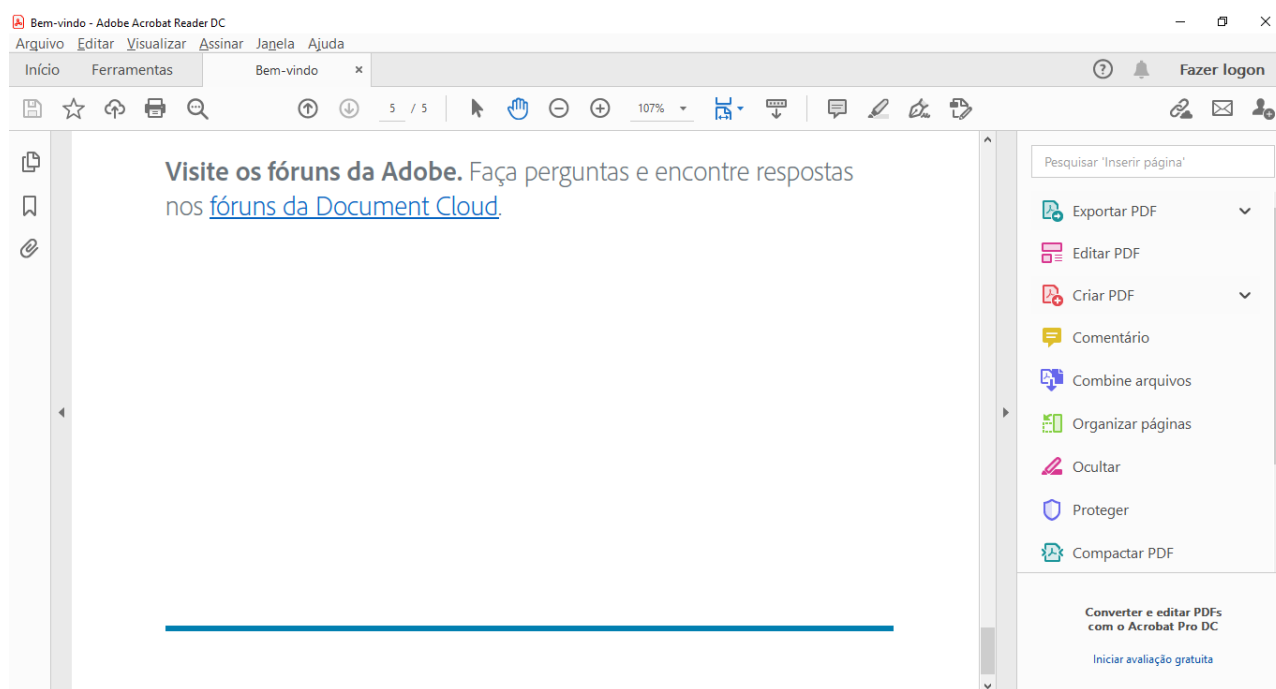 Bem-vindo - Adobe Acrobat Reader DC
Arquivo Editar Visualizar Assinar Janela Ajuda
Início Ferramentas Bem-vindo × Fazer logon
5 / 5 107%
Visite os fóruns da Adobe. Faça perguntas e encontre respostas
nos fóruns da Document Cloud.
Pesquisar 'Inserir página'
Exportar PDF
Editar PDF
Criar PDF
Comentário
Combine arquivos
Organizar páginas
Ocultar
Proteger
Compactar PDF
Converter e editar PDFs
com o Acrobat Pro DC
Iniciar avaliação gratuita